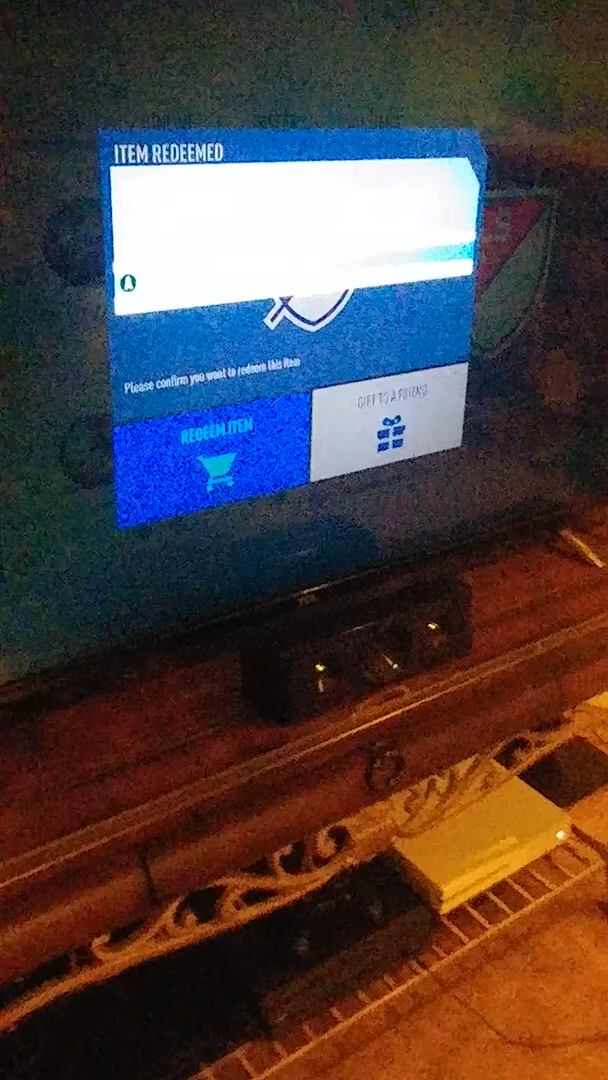 ITEM REDEEMED
A
Please confirm you want to redeem this item
REDEEM ITEM
GIFT TO A FRIEND